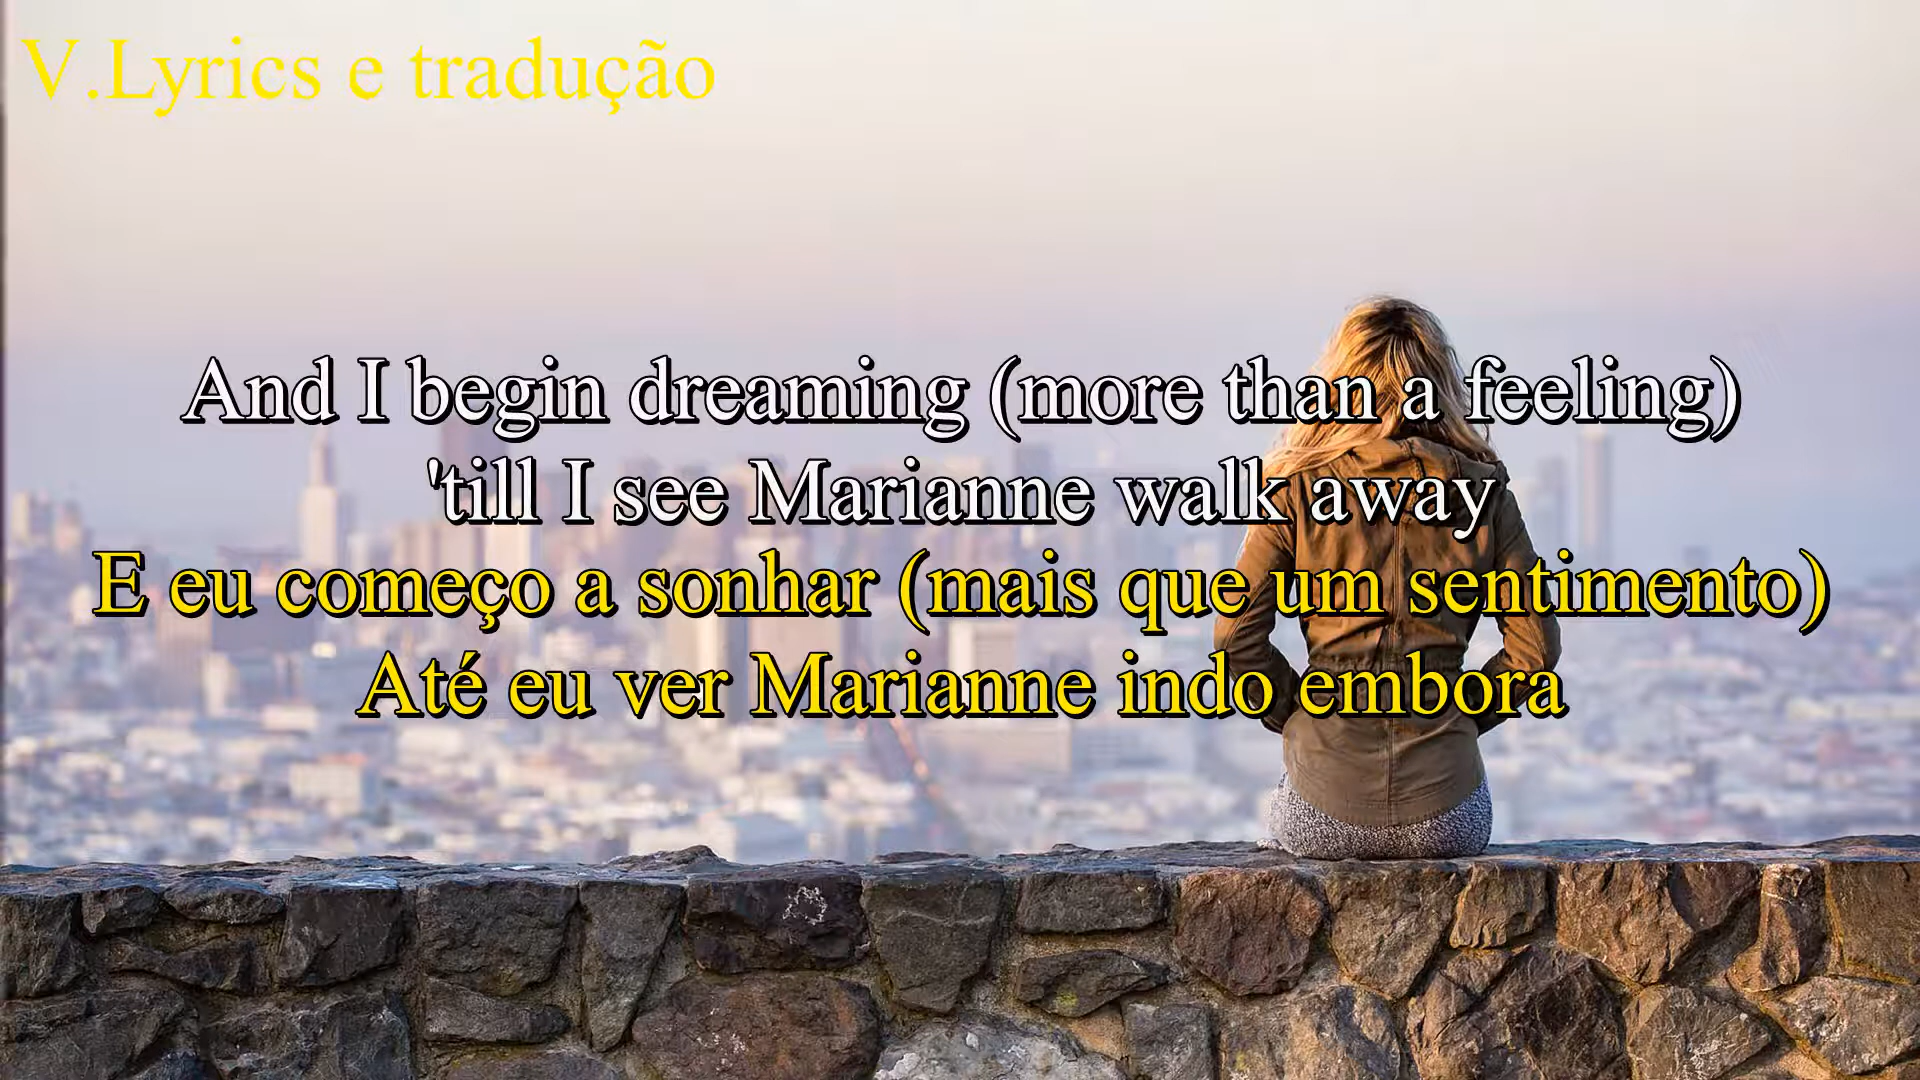 V.Lyrics e tradução
And I begin dreaming (more than a feeling)
'till I see Marianne walk away
E eu começo a sonhar (mais que um sentimento)
Até eu ver Marianne indo embora